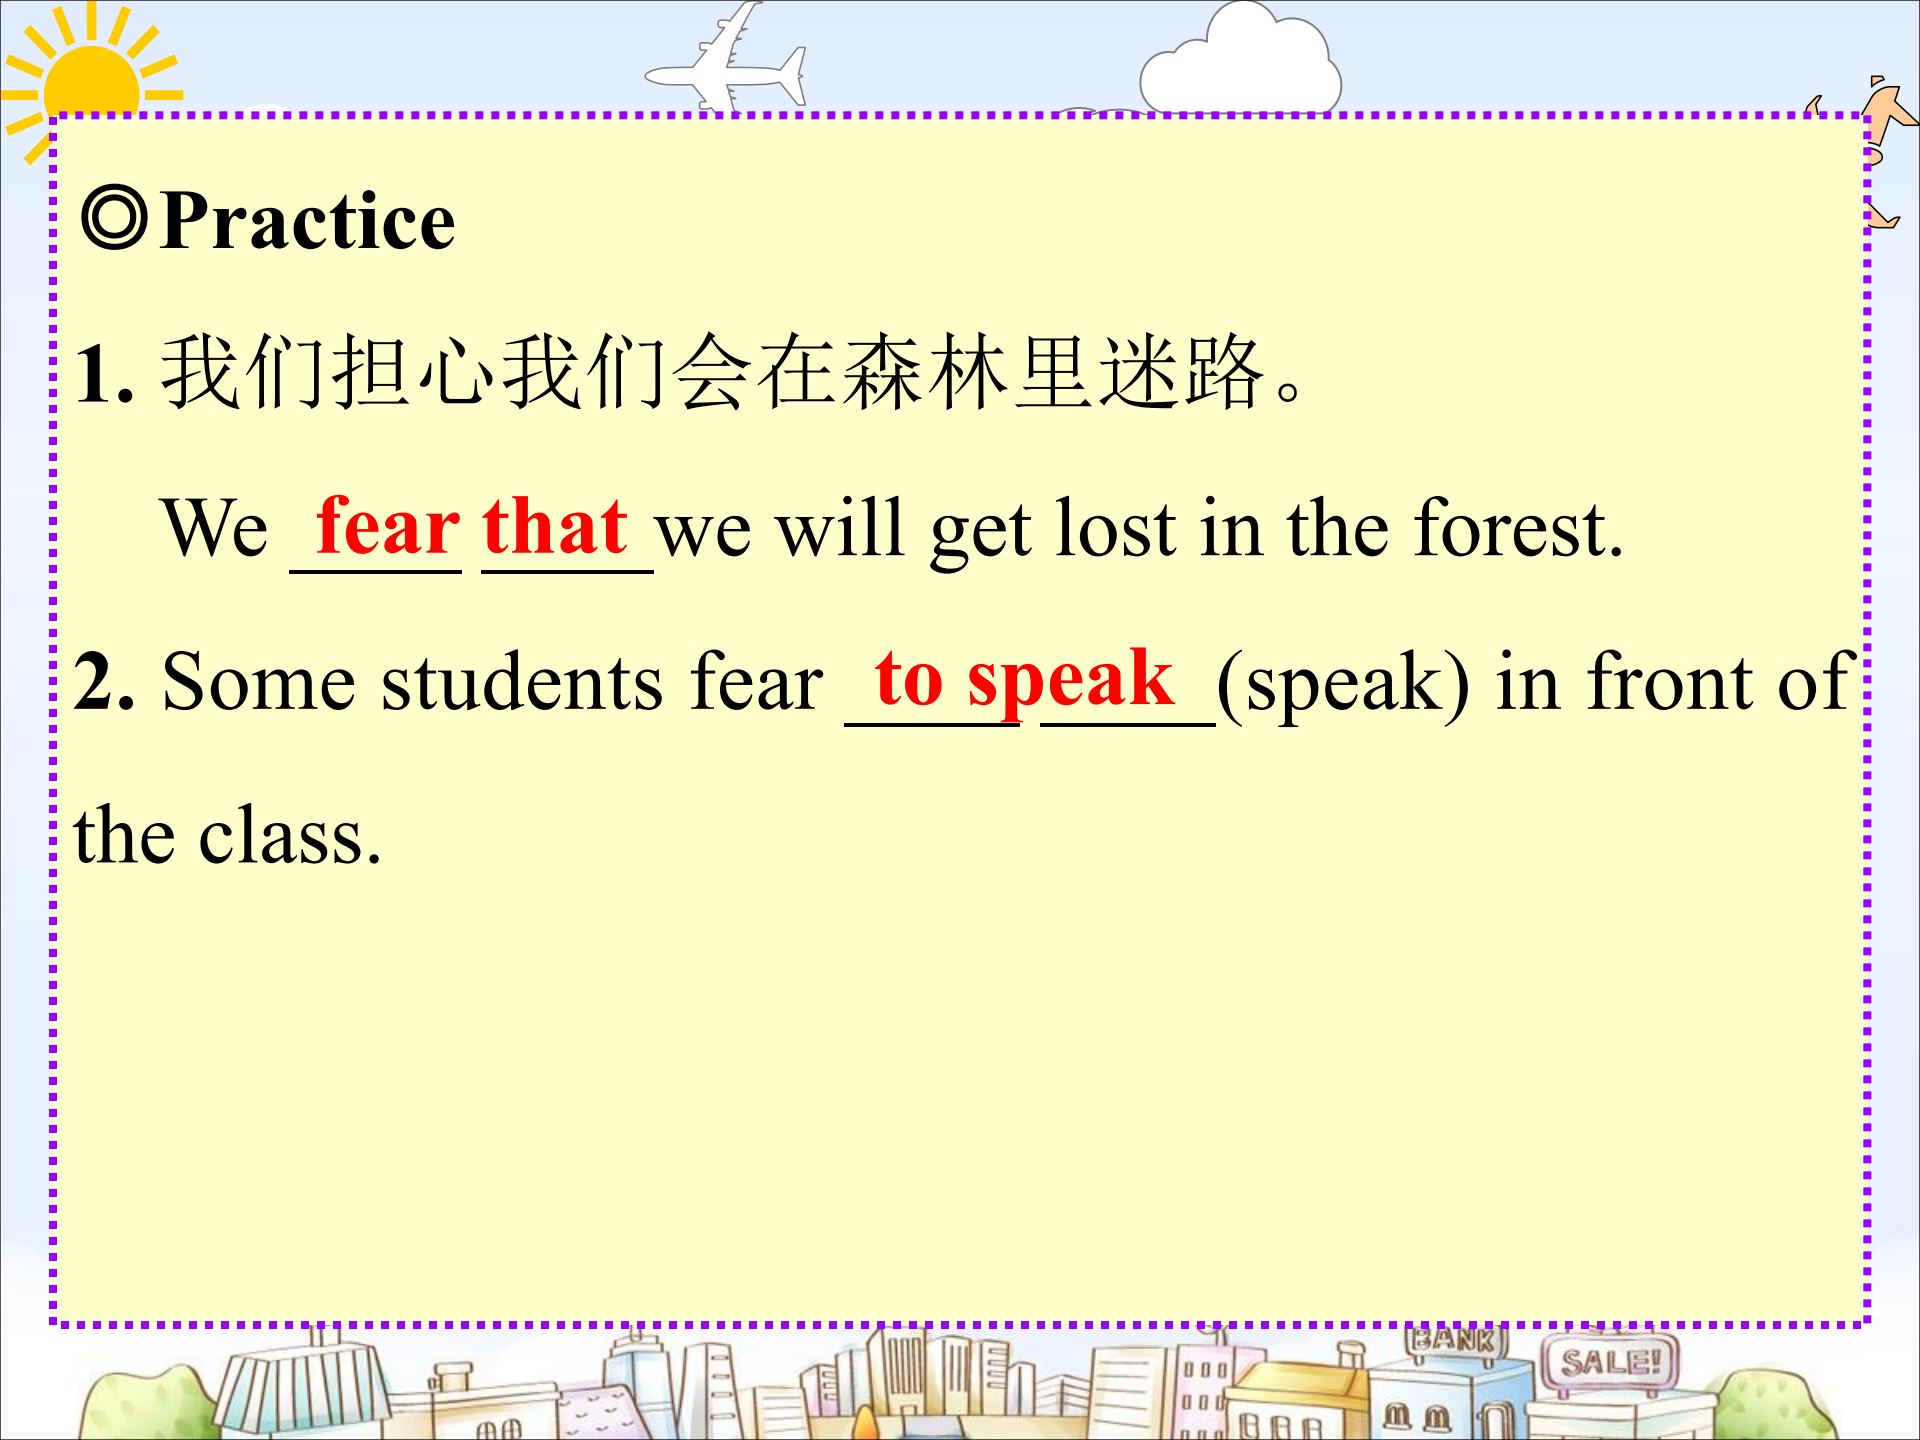 ◎Practice
1. 我们担心我们会在森林里迷路。
We fear that we will get lost in the forest.
2. Some students fear to speak (speak) in front of
the class.
BANK
SALE!